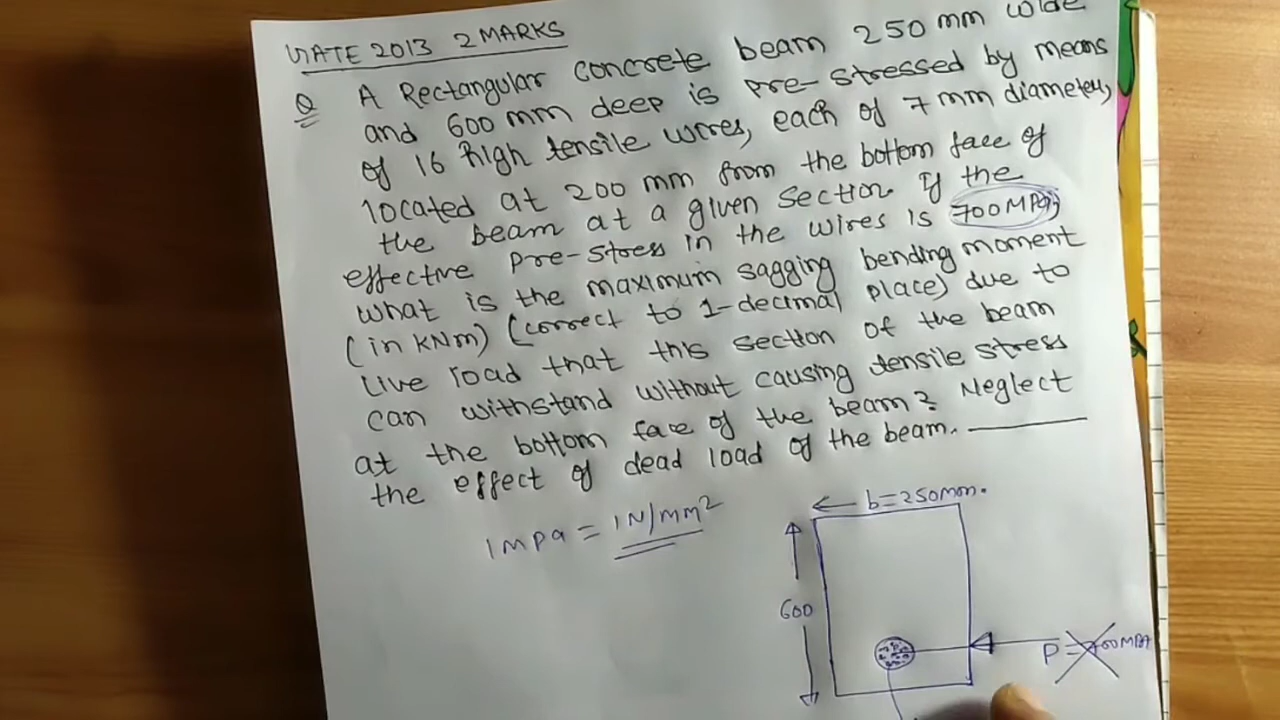 GATE 2013 2 MARKS
Q A Rectangular concrete beam 250 mm wide
and 600 mm deep is pre-stressed by means
of 16 high tensile wires, each of 7 mm diameter,
located at 200 mm from the bottom face of
the beam at a given section. If the
effective pre-stress in the wires is 700 MPa,
what is the maximum sagging bending moment
(in kNm) (correct to 1-decimal place) due to
live load that this section of the beam
can withstand without causing tensile stress
at the bottom face of the beam? Neglect
the effect of dead load of the beam.
1 MPa = 1 N/mm²
b=250mm.
600
P = 700MPa